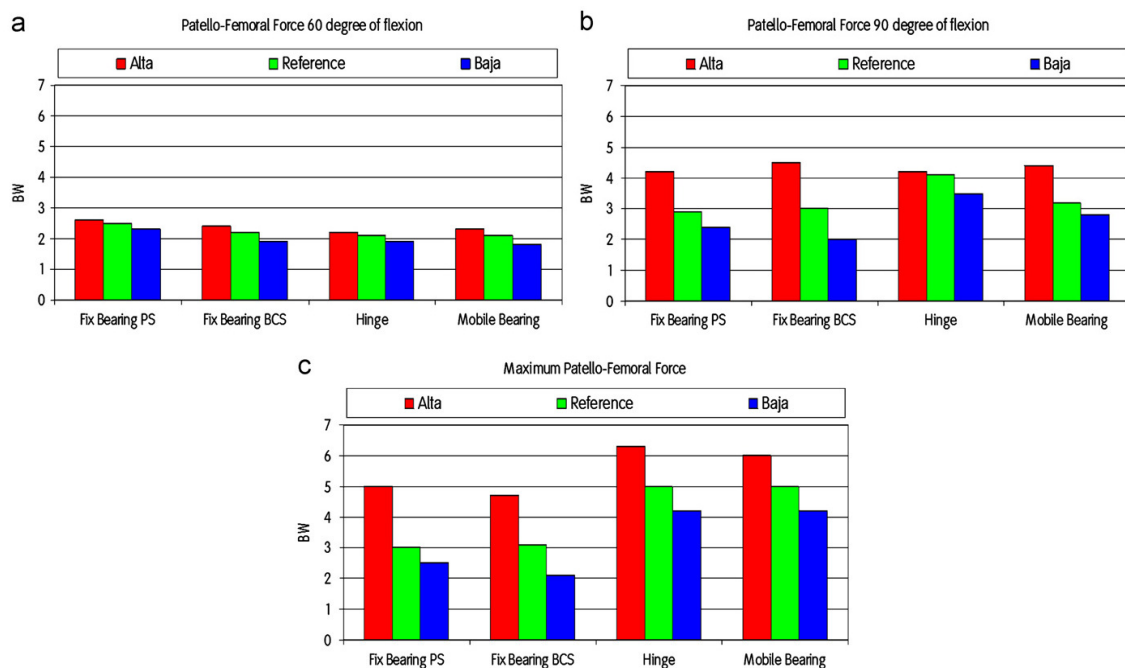 a
Patello-Femoral Force 60 degree of flexion
Alta Reference Baja
7
6
5
4
3
2
1
0
BW
Fix Bearing PS Fix Bearing BCS Hinge Mobile Bearing
b
Patello-Femoral Force 90 degree of flexion
Alta Reference Baja
7
6
5
4
3
2
1
0
BW
Fix Bearing PS Fix Bearing BCS Hinge Mobile Bearing
c
Maximum Patello-Femoral Force
Alta Reference Baja
7
6
5
4
3
2
1
0
BW
Fix Bearing PS Fix Bearing BCS Hinge Mobile Bearing